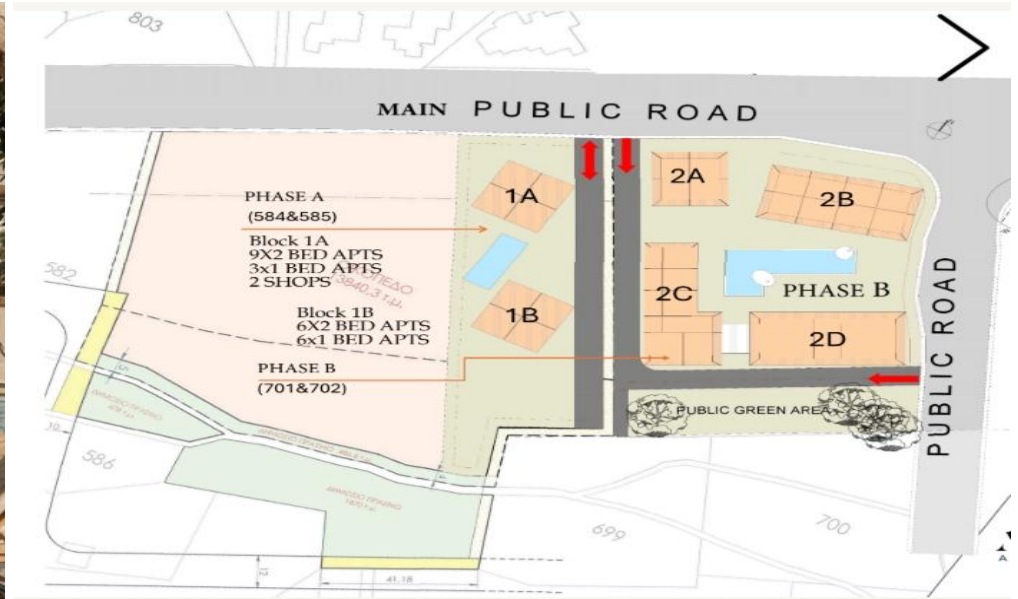 803
MAIN PUBLIC ROAD
PHASE A
(584&585)
Block 1A
9X2 BED APTS
3x1 BED APTS
2 SHOPS
Block 1B
6X2 BED APTS
6x1 BED APTS
PHASE B
(701&702)
1A
1B
2A
2B
2C
2D
PHASE B
PUBLIC ROAD
PUBLIC GREEN AREA
582
586
699
700
41,18